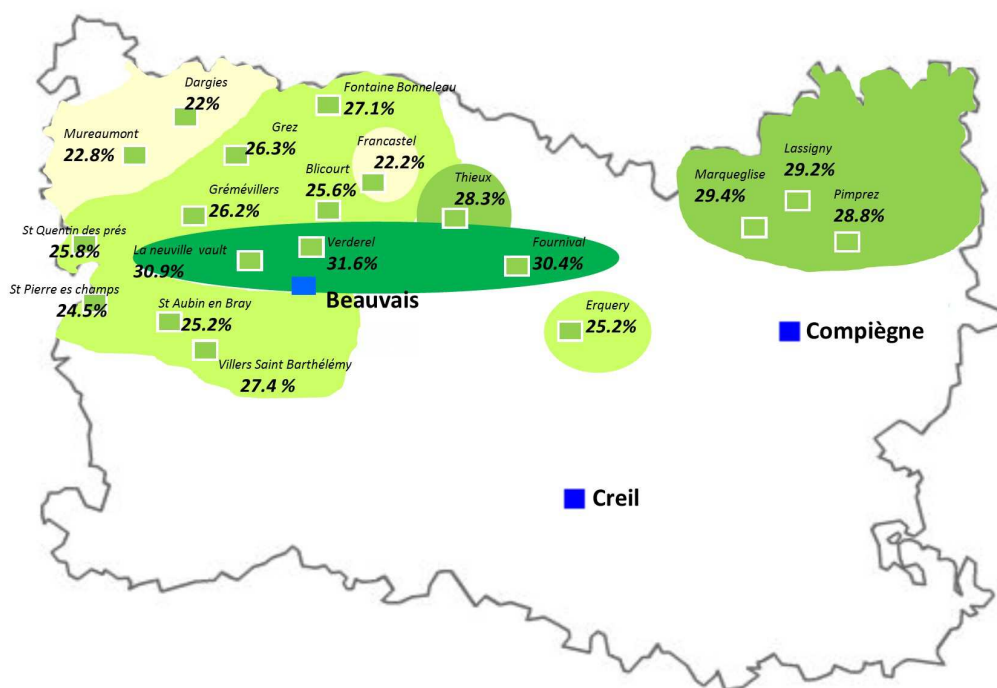 Dargies
22%
Fontaine Bonneleau
27.1%
Mureaumont
22.8%
Grez
26.3%
Francastel
22.2%
Blicourt
25.6%
Thieux
28.3%
Grémévillers
26.2%
Lassigny
29.2%
Marqueglise
29.4%
Pimprez
28.8%
St Quentin des prés
25.8%
La neuville vault
30.9%
Verderel
31.6%
Fournival
30.4%
St Pierre es champs
24.5%
Beauvais
St Aubin en Bray
25.2%
Erquery
25.2%
Compiègne
Villers Saint Barthélémy
27.4 %
Creil